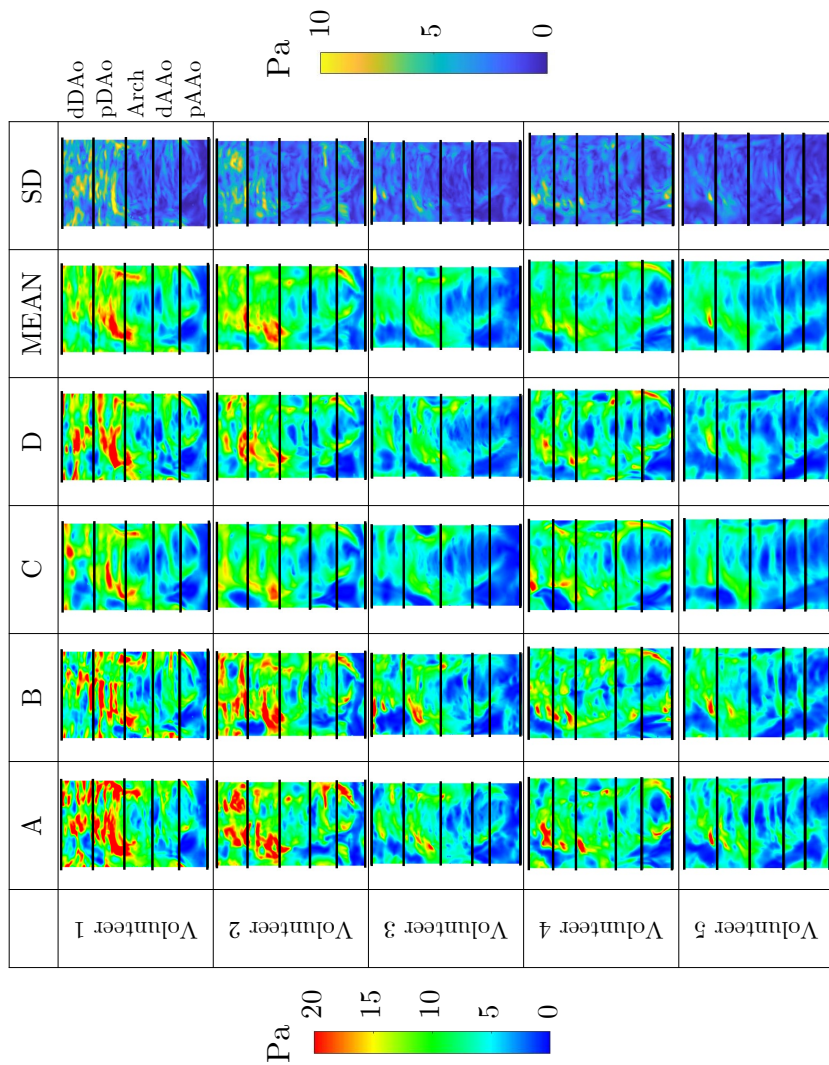 A B C D MEAN SD
Volunteer 1
dDAo
pDAo
Arch
dAAo
pAAo
Volunteer 2
Volunteer 3
Volunteer 4
Volunteer 5
Pa
20
15
10
5
0
Pa
10
5
0